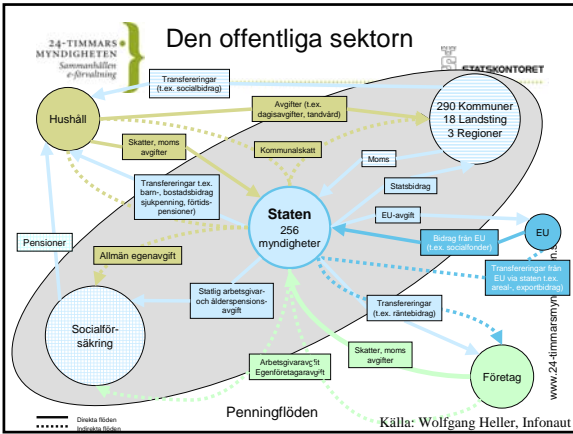 24-TIMMARS
MYNDIGHETEN
Sammanhållen
e-förvaltning
Den offentliga sektorn
STATSKONTORET
Transfereringar
(t.ex. socialbidrag)
290 Kommuner
18 Landsting
3 Regioner
Hushåll
Avgifter (t.ex.
dagisavgifter, tandvård)
Skatter, moms
avgifter
Kommunalskatt
Moms
Transfereringar t.ex.
barn-, bostadsbidrag
sjukpenning, förtids-
pensioner)
Statsbidrag
Staten
256
myndigheter
EU-avgift
EU
Pensioner
Bidrag från EU
(t.ex. socialfonder)
Allmän egenavgift
Transfereringar från
EU via staten t.ex.
areal-, exportbidrag)
Statlig arbetsgivar-
och ålderspensions-
avgift
Transfereringar
(t.ex. räntebidrag)
Socialför-
säkring
Skatter, moms
avgifter
Arbetsgivaravgift
Egenföretagaravgift
Företag
www.24-timmarsmyn
Penningflöden
Direkta flöden
Indirekta flöden
Källa: Wolfgang Heller, Infonaut